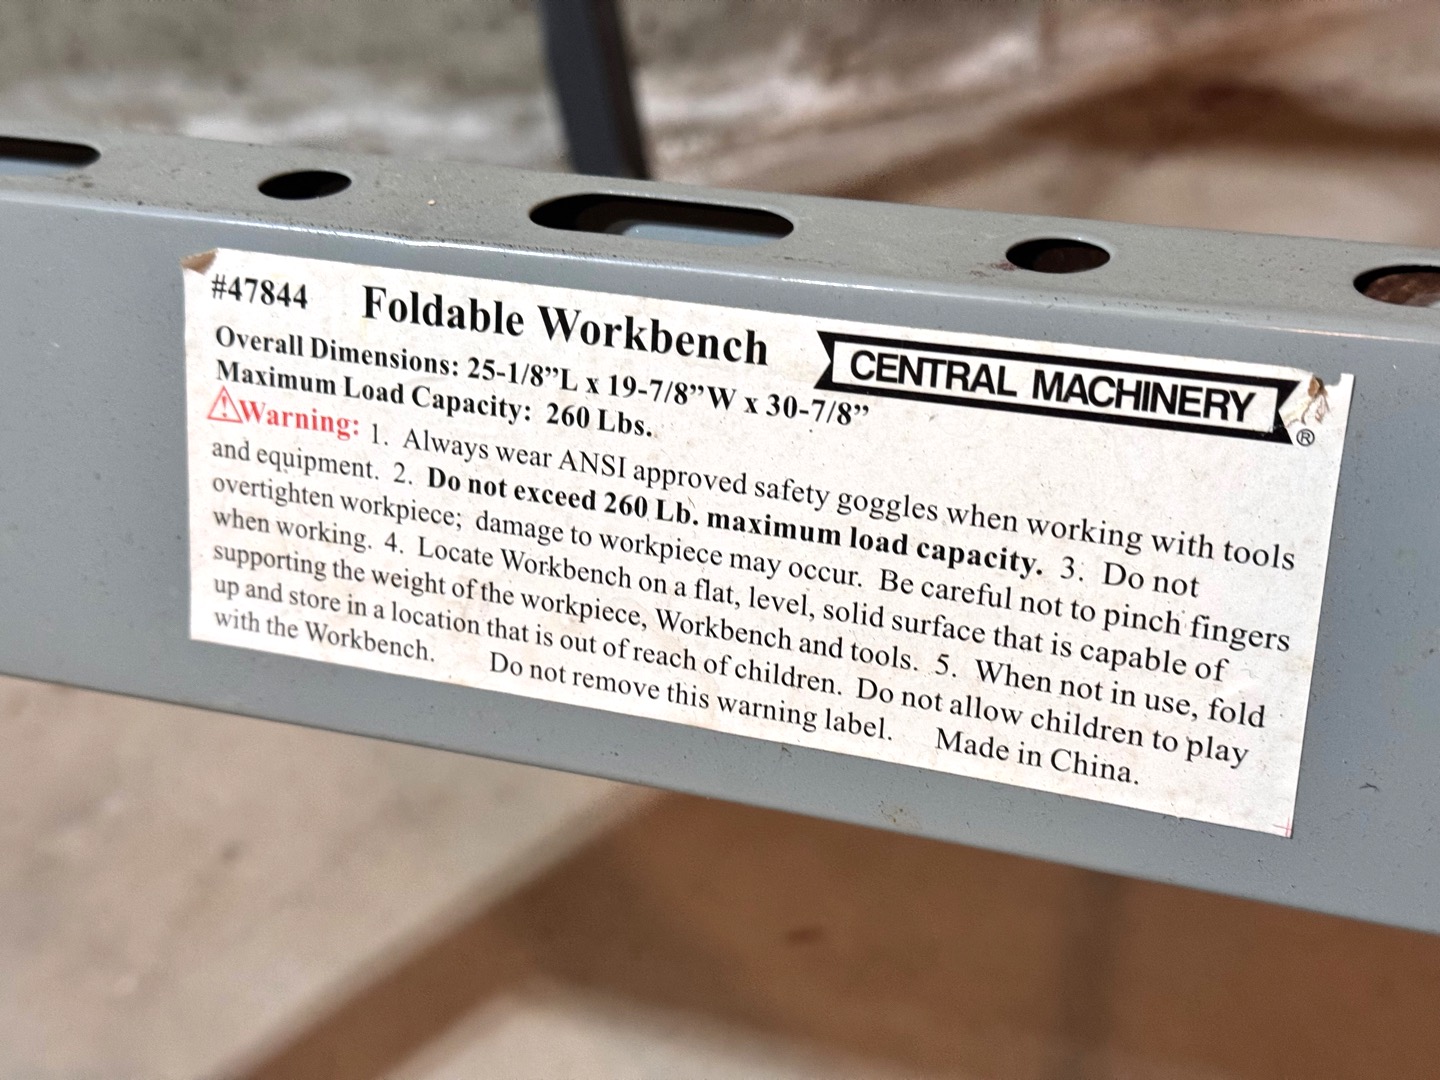 #47844 Foldable Workbench
CENTRAL MACHINERY®
Overall Dimensions: 25-1/8”L x 19-7/8”W x 30-7/8”
Maximum Load Capacity: 260 Lbs.
Warning: 1. Always wear ANSI approved safety goggles when working with tools
and equipment. 2. Do not exceed 260 Lb. maximum load capacity. 3. Do not
overtighten workpiece; damage to workpiece may occur. Be careful not to pinch fingers
when working. 4. Locate Workbench on a flat, level, solid surface that is capable of
supporting the weight of the workpiece, Workbench and tools. 5. When not in use, fold
up and store in a location that is out of reach of children. Do not allow children to play
with the Workbench. Do not remove this warning label. Made in China.